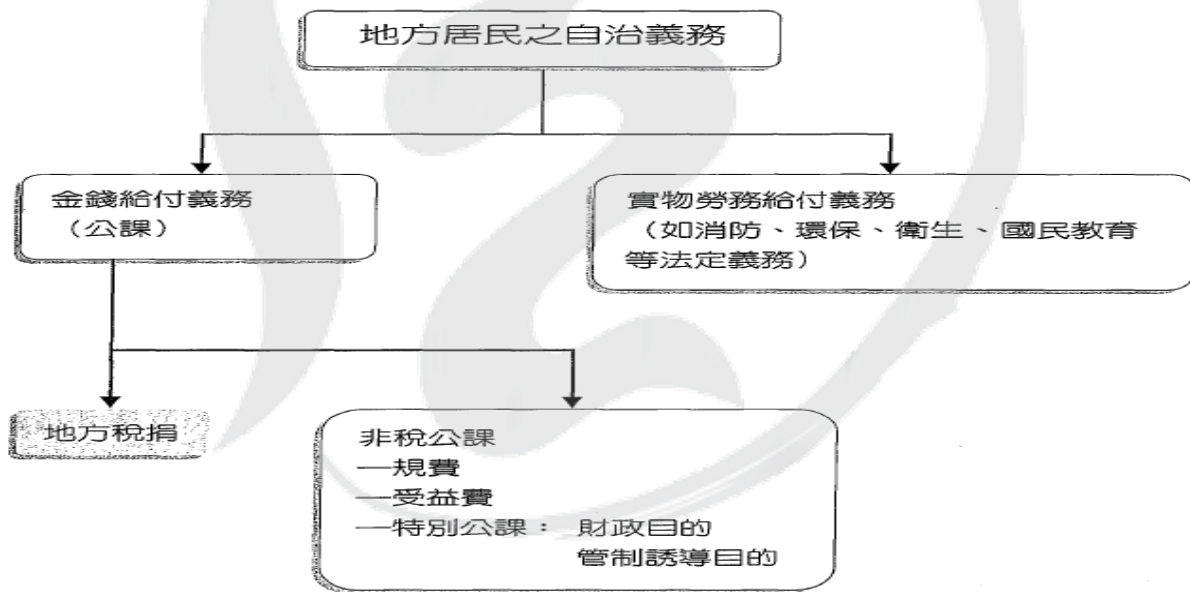 地方居民之自治義務
金錢給付義務
（公課）
實物勞務給付義務
（如消防、環保、衛生、國民教育
等法定義務）
地方稅捐
非稅公課
—規費
—受益費
—特別公課：財政目的
管制誘導目的